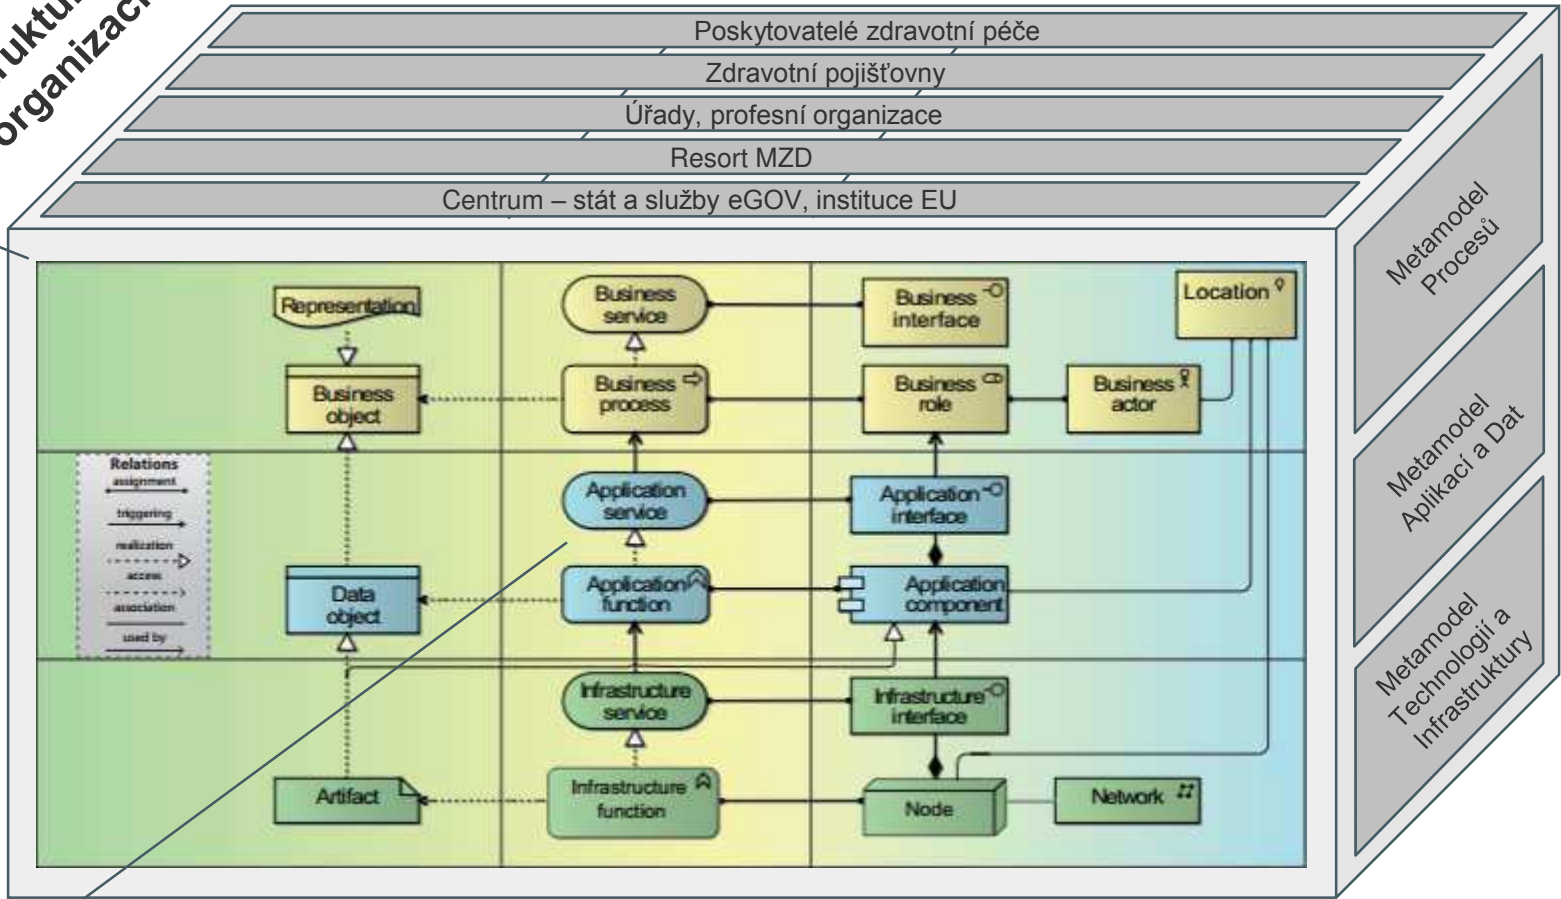 organizací
Poskytovatelé zdravotní péče
Zdravotní pojišťovny
Úřady, profesní organizace
Resort MZD
Centrum – stát a služby eGOV, instituce EU
Metamodel
Procesů
Metamodel
Aplikací a Dat
Metamodel
Technologií a
Infrastruktury
Representation
Business
service
Business
interface
Location
Business
object
Business
process
Business
role
Business
actor
Relations
assignment
triggering
realization
access
association
used by
Application
service
Application
interface
Data
object
Application
function
Application
component
Infrastructure
service
Infrastructure
interface
Artifact
Infrastructure
function
Node
Network